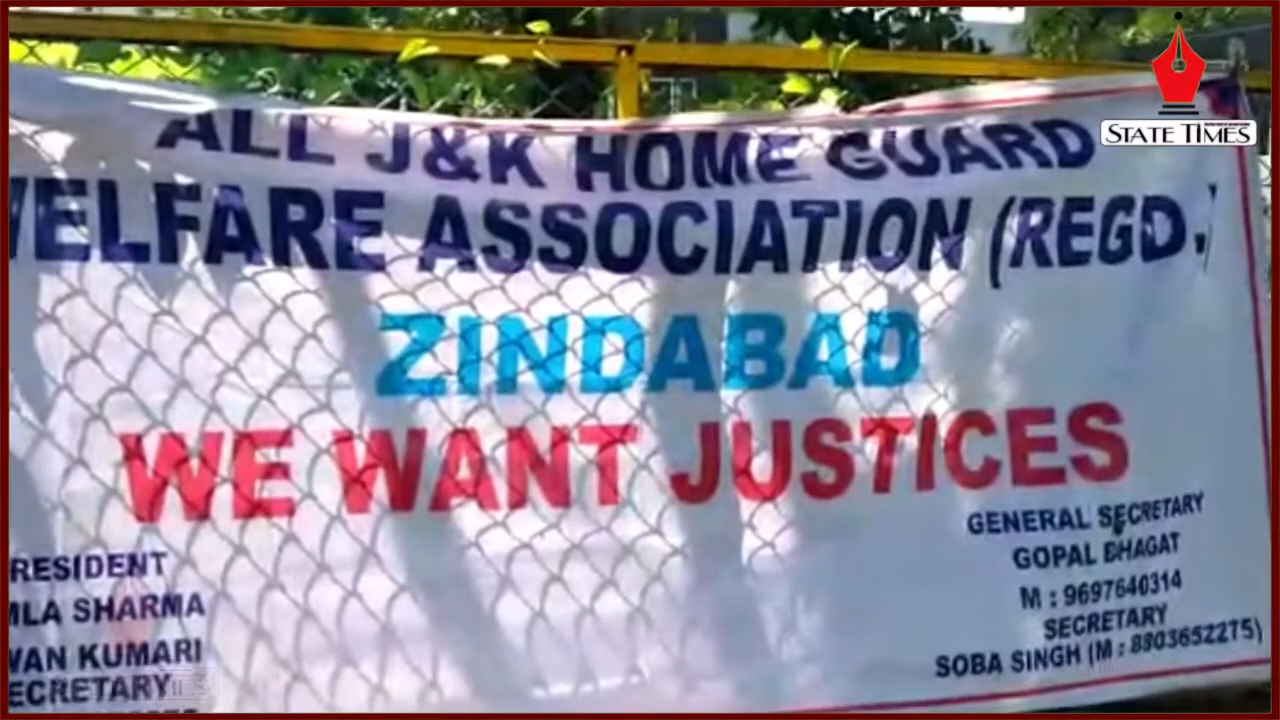 STATE TIMES
ALL J&K HOME GUARD
WELFARE ASSOCIATION (REGD.)
ZINDABAD
WE WANT JUSTICES
GENERAL SECRETARY
GOPAL BHAGAT
M : 9697640314
SECRETARY
SOBA SINGH (M : 8803652275)
RESIDENT
MLA SHARMA
WAN KUMARI
ECRETARY